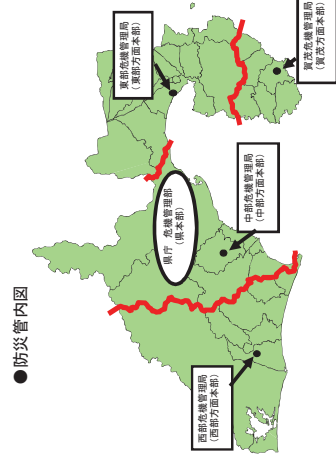 ●防災管内図
東部危機管理局
(東部方面本部)
賀茂危機管理局
(賀茂方面本部)
県庁 危機管理部
(県本部)
中部危機管理局
(中部方面本部)
西部危機管理局
(西部方面本部)